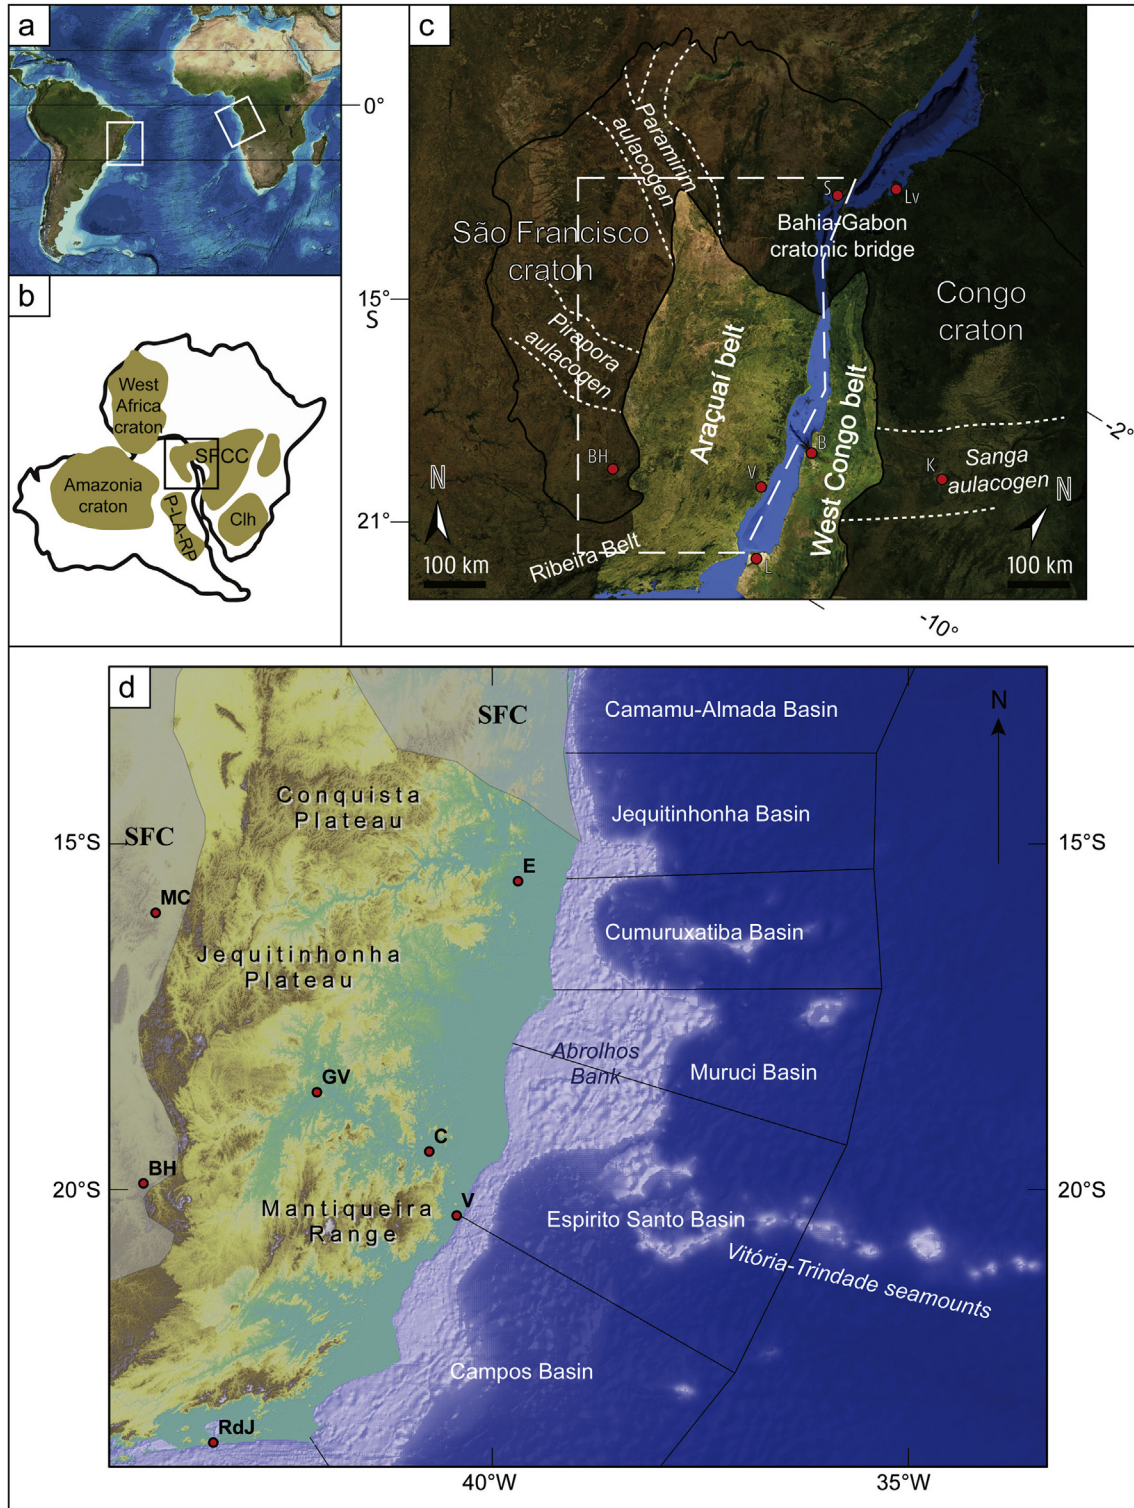 a
0°
b
West
Africa
craton
SFCC
Amazonia
craton
P-LA-RP
Clh
c
Paramirim
aulacogen
São Francisco
craton
S
Lv
Bahia-Gabon
cratonic bridge
Congo
craton
15°
S
Pirapora
aulacogen
Araçuaí belt
West Congo belt
-2°
BH
V
B
K
Sanga
aulacogen
N
N
21°
Ribeira Belt
L
100 km
100 km
-10°
d
SFC
Camamu-Almada Basin
N
Conquista
Plateau
Jequitinhonha Basin
15°S
SFC
15°S
E
MC
Cumuruxatiba Basin
Jequitinhonha
Plateau
Abrolhos
Bank
Muruci Basin
GV
C
BH
20°S
20°S
Mantiqueira
Range
V
Espirito Santo Basin
Vitória-Trindade seamounts
Campos Basin
RdJ
40°W
35°W